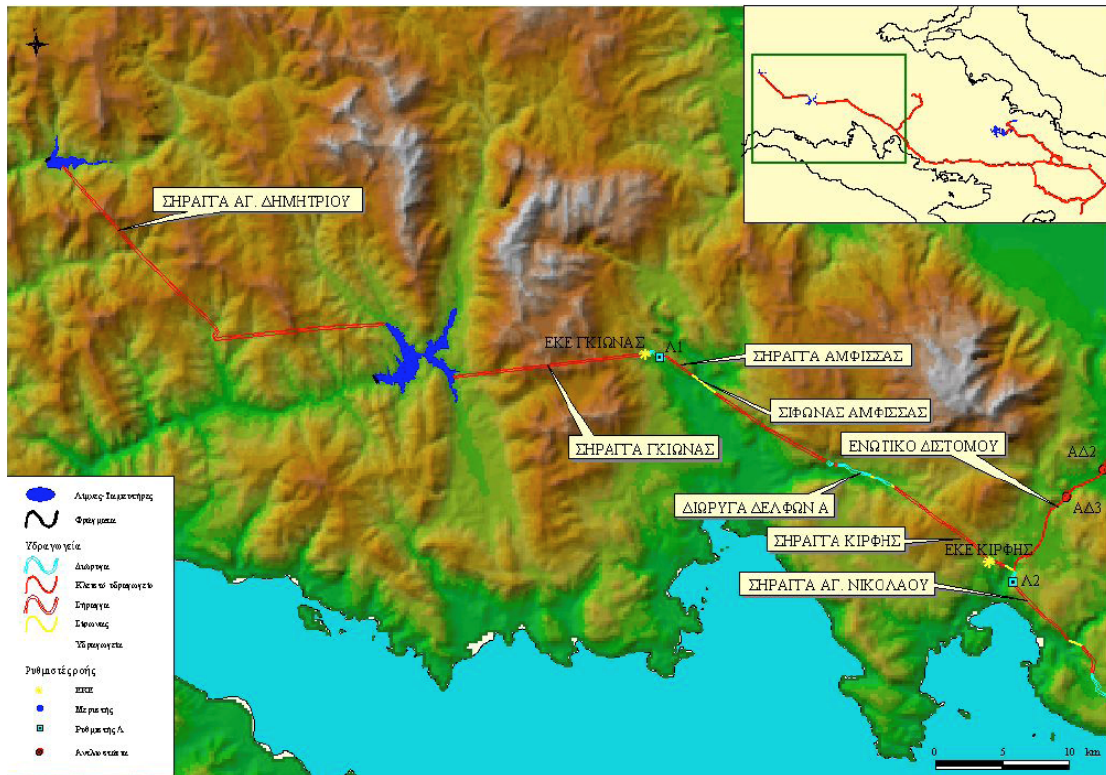 ΣΗΡΑΓΓΑ ΑΓ. ΔΗΜΗΤΡΙΟΥ
ΕΚΕ ΓΚΙΩΝΑΣ
Λ1
ΣΗΡΑΓΓΑ ΑΜΦΙΣΣΑΣ
ΣΙΦΩΝΑΣ ΑΜΦΙΣΣΑΣ
ΣΗΡΑΓΓΑ ΓΚΙΩΝΑΣ
ΕΝΩΤΙΚΟ ΔΙΣΤΟΜΟΥ
ΑΔ2
ΑΔ3
ΔΙΩΡΥΓΑ ΔΕΛΦΩΝ Α
ΣΗΡΑΓΓΑ ΚΙΡΦΗΣ
ΕΚΕ ΚΙΡΦΗΣ
Λ2
ΣΗΡΑΓΓΑ ΑΓ. ΝΙΚΟΛΑΟΥ
Λίμνες-Ταμιευτήρες
Φράγματα
Υδραγωγεία
Διώρυγα
Κλειστό υδραγωγείο
Σήραγγα
Σίφωνας
Υδραγωγεία
Ρυθμιστές ροής
ΕΚΕ
Μεριστής
Ρυθμιστής Λ
Αντλιοστάσιο
0 5 10 km